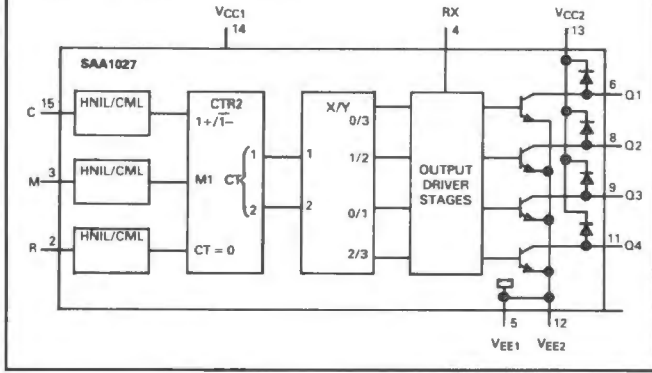 VCC1
14
RX
4
VCC2
13
SAA1027
C 15 HNIL/CML
M 3 HNIL/CML
R 2 HNIL/CML
CTR2
1+/1̅-
M1 CT { 1
2
CT = 0
X/Y
0/3
1 1/2
2 0/1
2/3
OUTPUT
DRIVER
STAGES
6 Q1
8 Q2
9 Q3
11 Q4
5 12
VEE1 VEE2